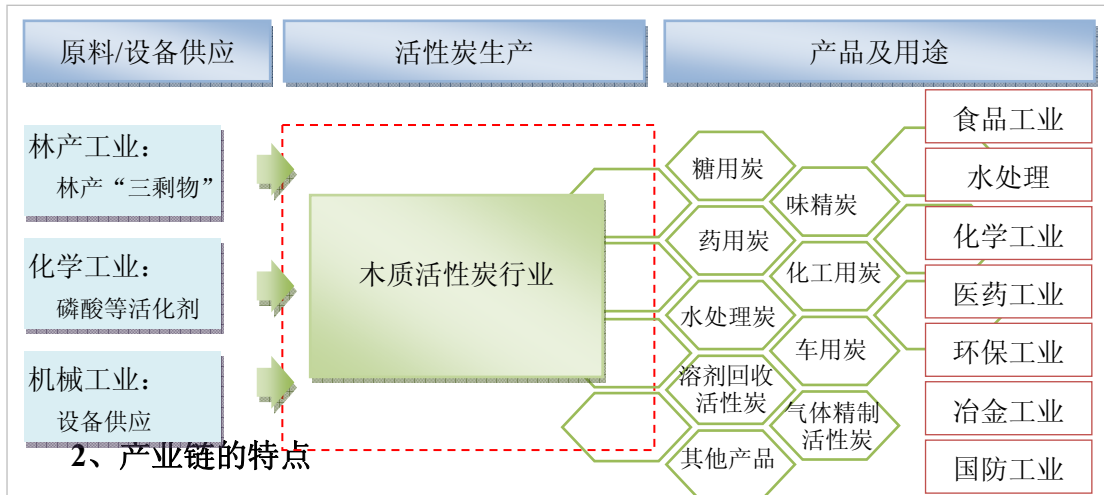 原料/设备供应
活性炭生产
产品及用途
林产工业：
林产“三剩物”
化学工业：
磷酸等活化剂
机械工业：
设备供应
木质活性炭行业
糖用炭
味精炭
药用炭
化工用炭
水处理炭
车用炭
溶剂回收
活性炭
气体精制
活性炭
其他产品
食品工业
水处理
化学工业
医药工业
环保工业
冶金工业
国防工业
2、产业链的特点